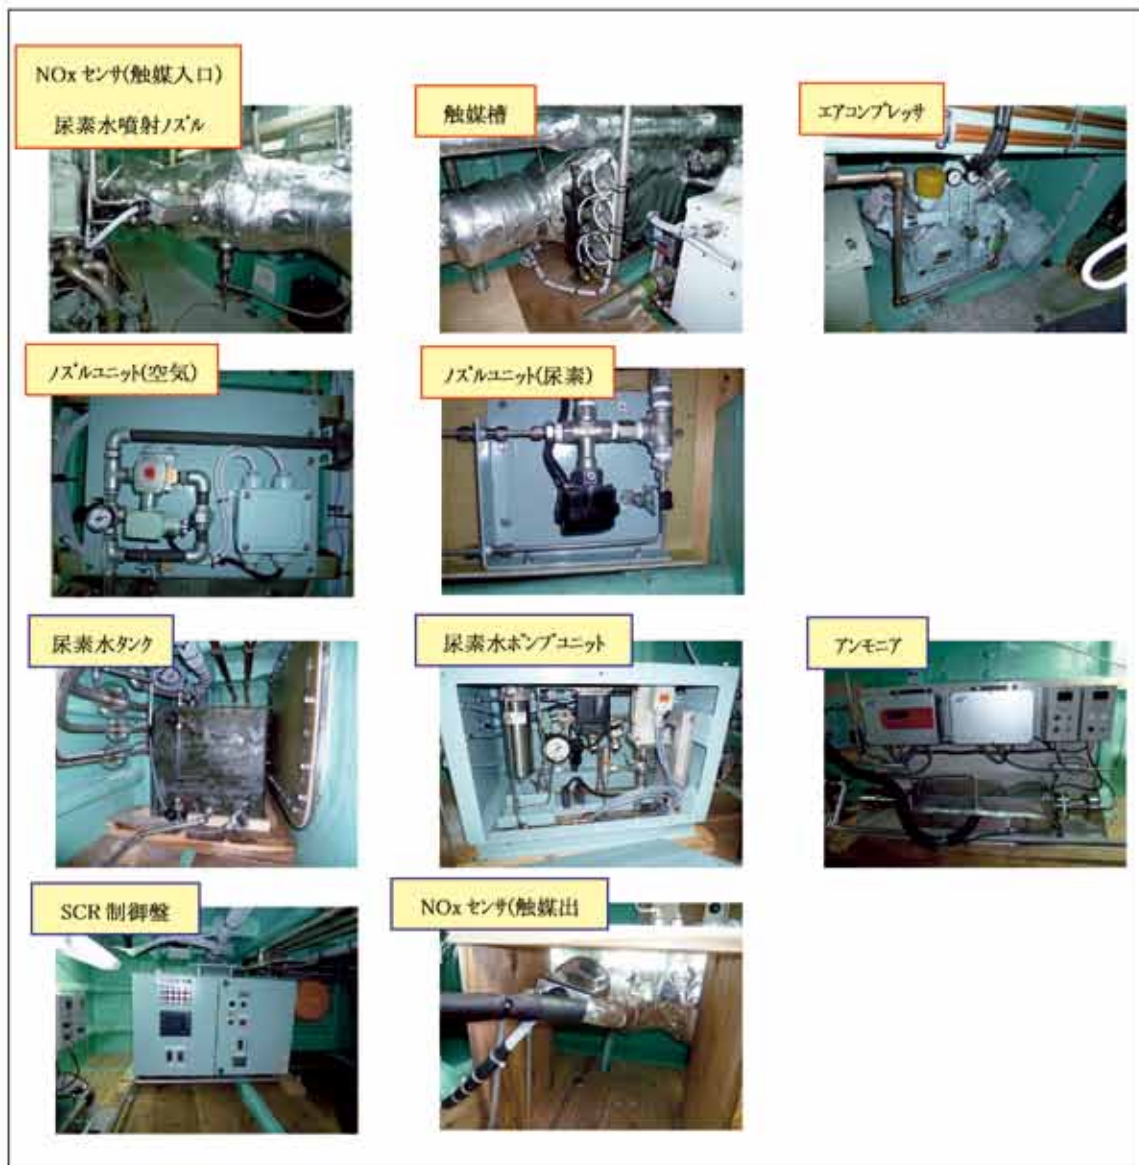 NOx センサ(触媒入口)
尿素水噴射ノズル
触媒槽
エアコンプレッサ
ノズルユニット(空気)
ノズルユニット(尿素)
尿素水タンク
尿素水ポンプユニット
アンモニア
SCR 制御盤
NOx センサ(触媒出